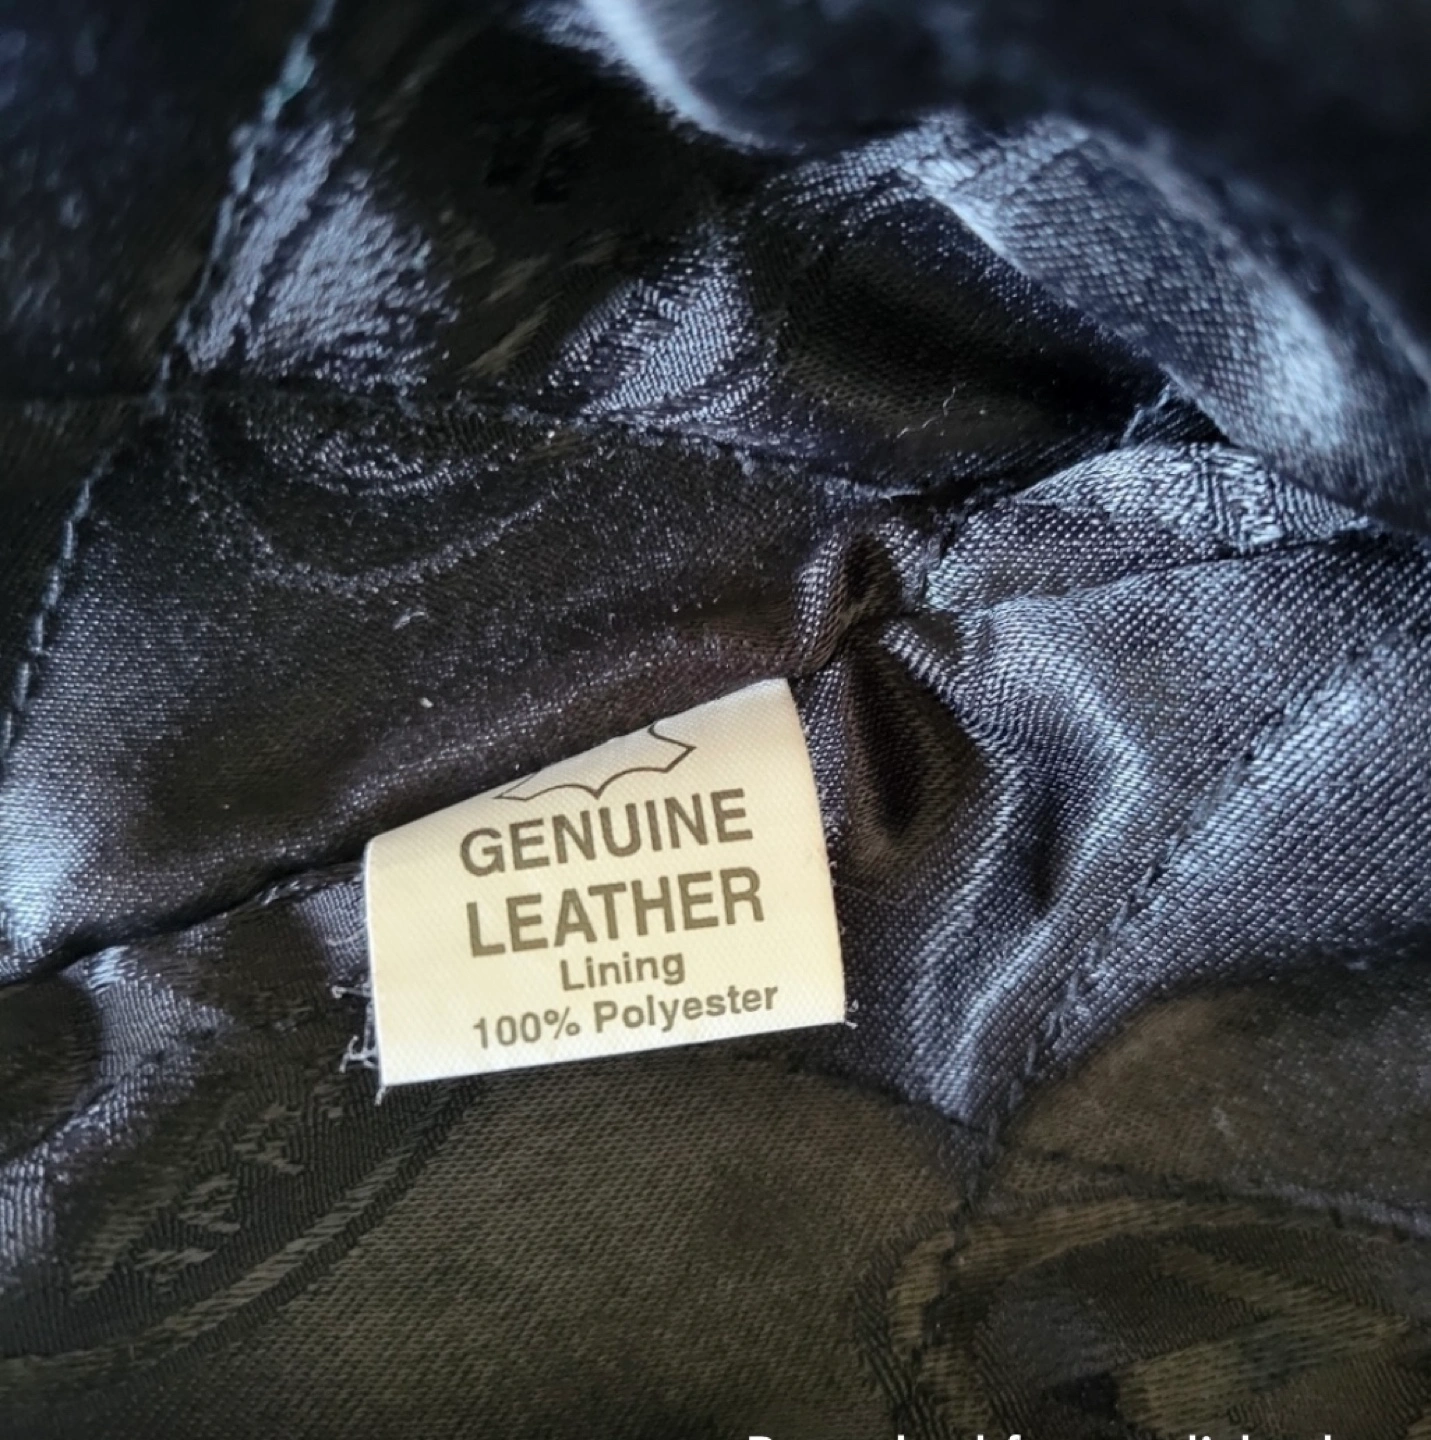 GENUINE
LEATHER
Lining
100% Polyester